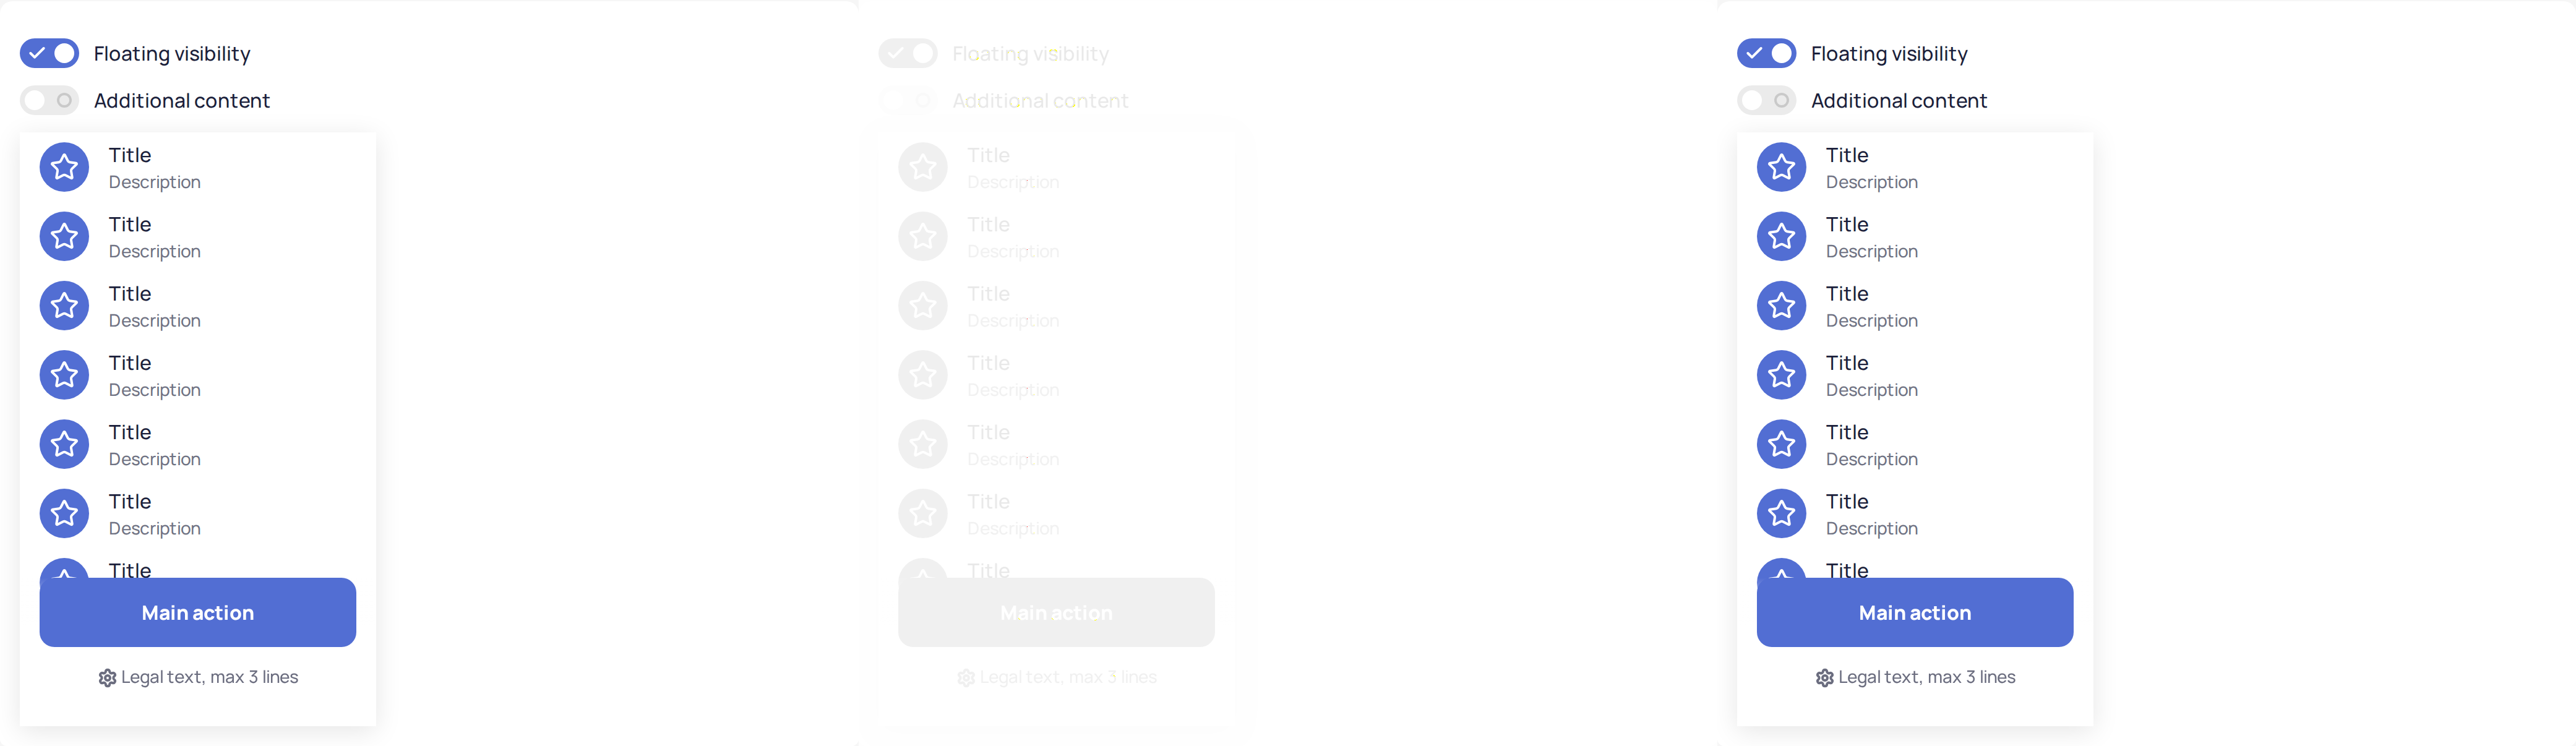 Floating visibility
Additional content
Title
Description
Title
Description
Title
Description
Title
Description
Title
Description
Title
Description
Title
Main action
Legal text, max 3 lines
Floating visibility
Additional content
Title
Description
Title
Description
Title
Description
Title
Description
Title
Description
Title
Description
Title
Main action
Legal text, max 3 lines
Floating visibility
Additional content
Title
Description
Title
Description
Title
Description
Title
Description
Title
Description
Title
Description
Title
Main action
Legal text, max 3 lines